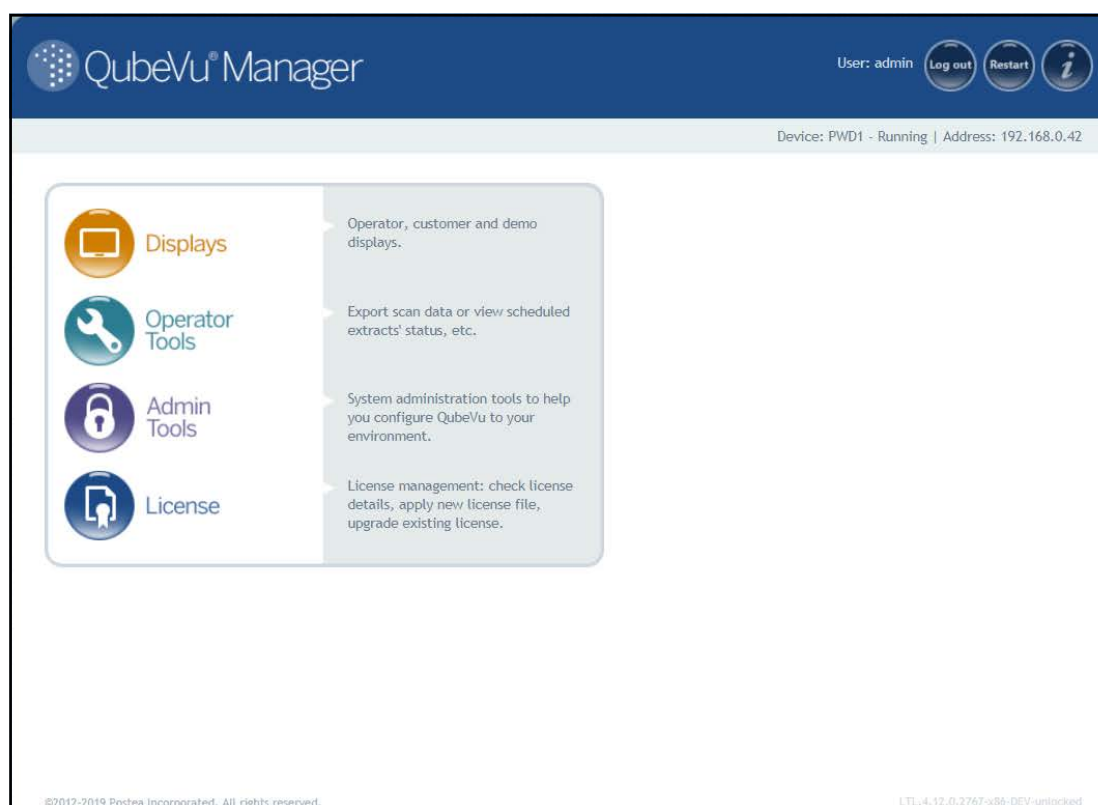 QubeVu® Manager
User: admin
Log out
Restart
i
Device: PWD1 - Running | Address: 192.168.0.42
Displays
Operator, customer and demo
displays.
Operator
Tools
Export scan data or view scheduled
extracts' status, etc.
Admin
Tools
System administration tools to help
you configure QubeVu to your
environment.
License
License management: check license
details, apply new license file,
upgrade existing license.
©2012-2019 Postea Incorporated. All rights reserved.
LTL.4.12.0.2767-x86-DEV-unlocked